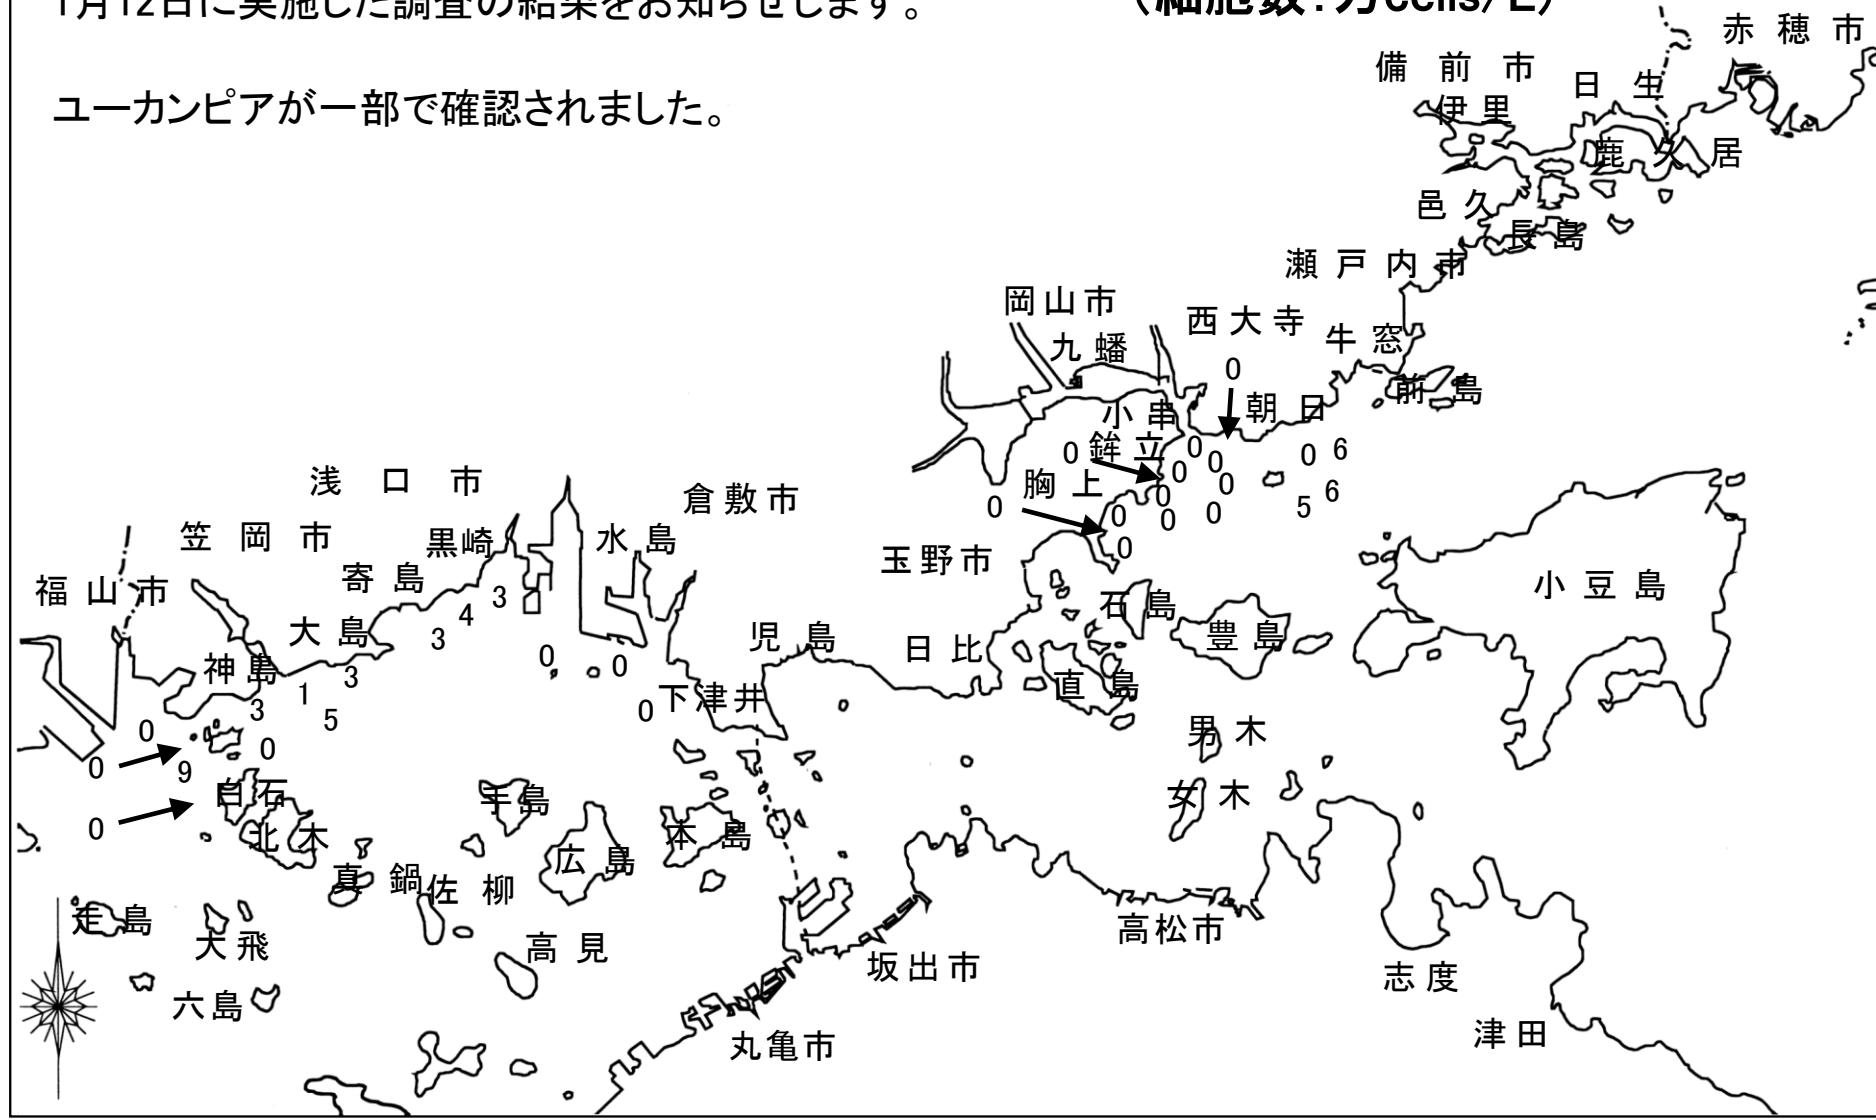 1月12日に実施した調査の結果をお知らせします。
(細胞数:万cells/L)
ユーカンピアが一部で確認されました。
赤穂市
備前市
日生
伊里
鹿久居
邑久
長島
瀬戸内市
岡山市
西大寺
牛窓
九蟠
0
前島
朝日
小串
0 鉾立 0 0 0 6
0
胸上 0 0 5 6
0 0 0 0
0
浅口市
倉敷市
笠岡市
黒崎
水島
玉野市
福山市
寄島
3
4
石島
小豆島
大島
3
児島
日比
豊島
0
0
神島
3
1
直島
下津井
3
5
0
0
0
男木
0
9
白石
手島
女木
0
北木
広島
本島
真鍋
佐柳
走島
大飛
高見
高松市
坂出市
志度
六島
丸亀市
津田